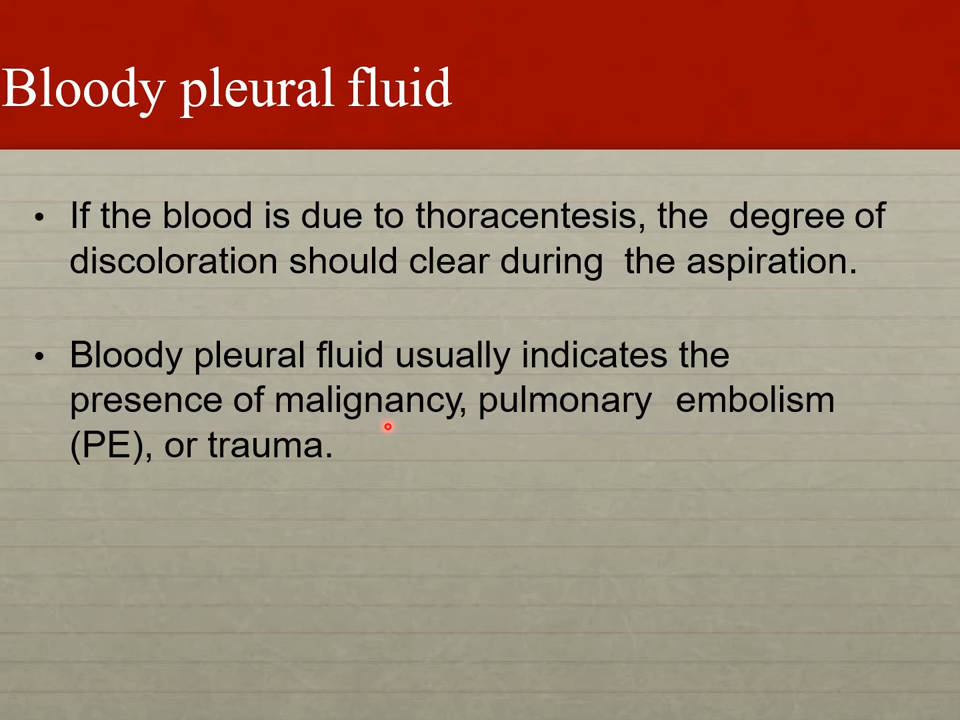 Bloody pleural fluid
• If the blood is due to thoracentesis, the degree of
discoloration should clear during the aspiration.
• Bloody pleural fluid usually indicates the
presence of malignancy, pulmonary embolism
(PE), or trauma.